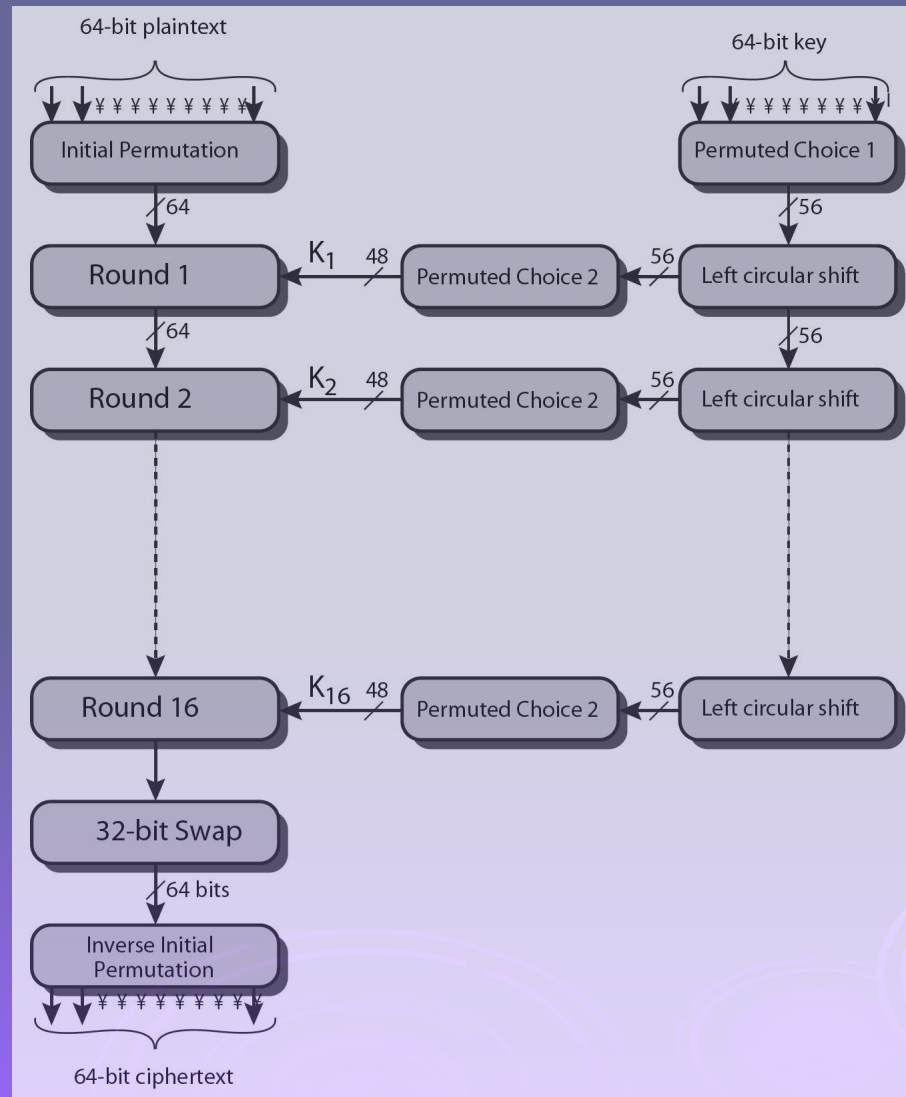 64-bit plaintext
64-bit key
¥ ¥ ¥ ¥ ¥ ¥ ¥ ¥ ¥
¥ ¥ ¥ ¥ ¥ ¥ ¥ ¥
Initial Permutation
Permuted Choice 1
64
56
Round 1
K1
48
Permuted Choice 2
56
Left circular shift
64
56
Round 2
K2
48
Permuted Choice 2
56
Left circular shift
Round 16
K16
48
Permuted Choice 2
56
Left circular shift
32-bit Swap
64 bits
Inverse Initial
Permutation
¥ ¥ ¥ ¥ ¥ ¥ ¥ ¥ ¥
64-bit ciphertext